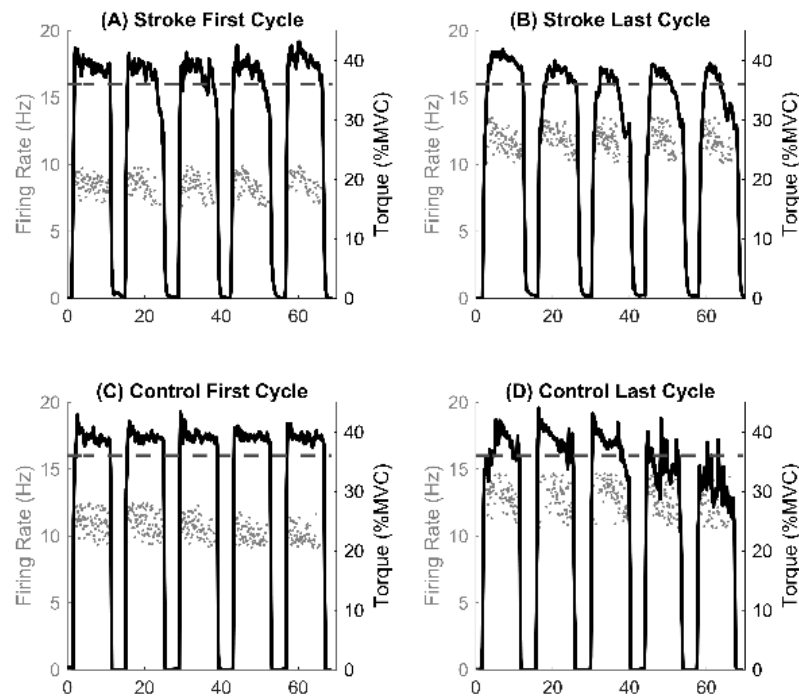 (A) Stroke First Cycle
20
15
10
5
0
Firing Rate (Hz)
40
30
20
10
0
Torque (%MVC)
0 20 40 60
(B) Stroke Last Cycle
20
15
10
5
0
Firing Rate (Hz)
40
30
20
10
0
Torque (%MVC)
0 20 40 60
(C) Control First Cycle
20
15
10
5
0
Firing Rate (Hz)
40
30
20
10
0
Torque (%MVC)
0 20 40 60
(D) Control Last Cycle
20
15
10
5
0
Firing Rate (Hz)
40
30
20
10
0
Torque (%MVC)
0 20 40 60